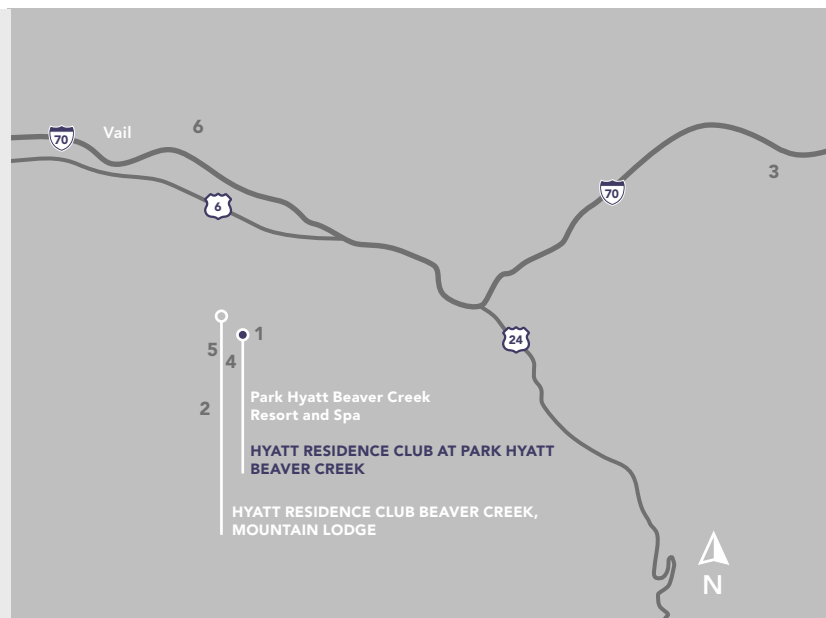 Vail
6
70
3
70
6
24
1
5
4
2
Park Hyatt Beaver Creek
Resort and Spa
HYATT RESIDENCE CLUB AT PARK HYATT
BEAVER CREEK
HYATT RESIDENCE CLUB BEAVER CREEK,
MOUNTAIN LODGE
N